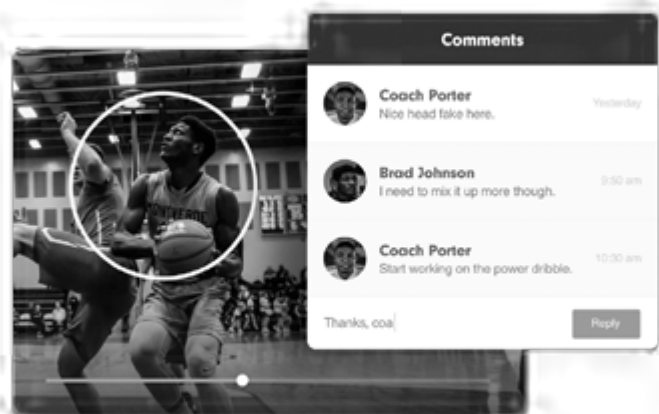 Comments
Coach Porter
Yesterday
Nice head fake here.
Brad Johnson
9:50 am
I need to mix it up more though.
Coach Porter
10:30 am
Start working on the power dribble.
Thanks, coa
Reply